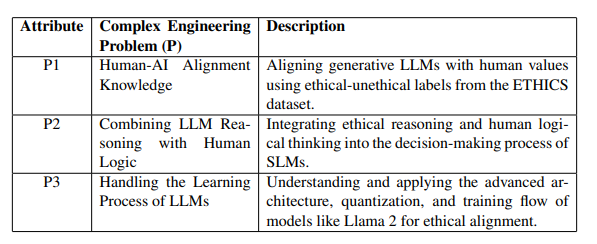 Attribute Complex Engineering Description
Problem (P)
P1 Human-AI Alignment Aligning generative LLMs with human values
Knowledge using ethical-unethical labels from the ETHICS
dataset.
P2 Combining LLM Rea- Integrating ethical reasoning and human logi-
soning with Human cal thinking into the decision-making process of
Logic SLMs.
P3 Handling the Learning Understanding and applying the advanced ar-
Process of LLMs chitecture, quantization, and training flow of
models like Llama 2 for ethical alignment.